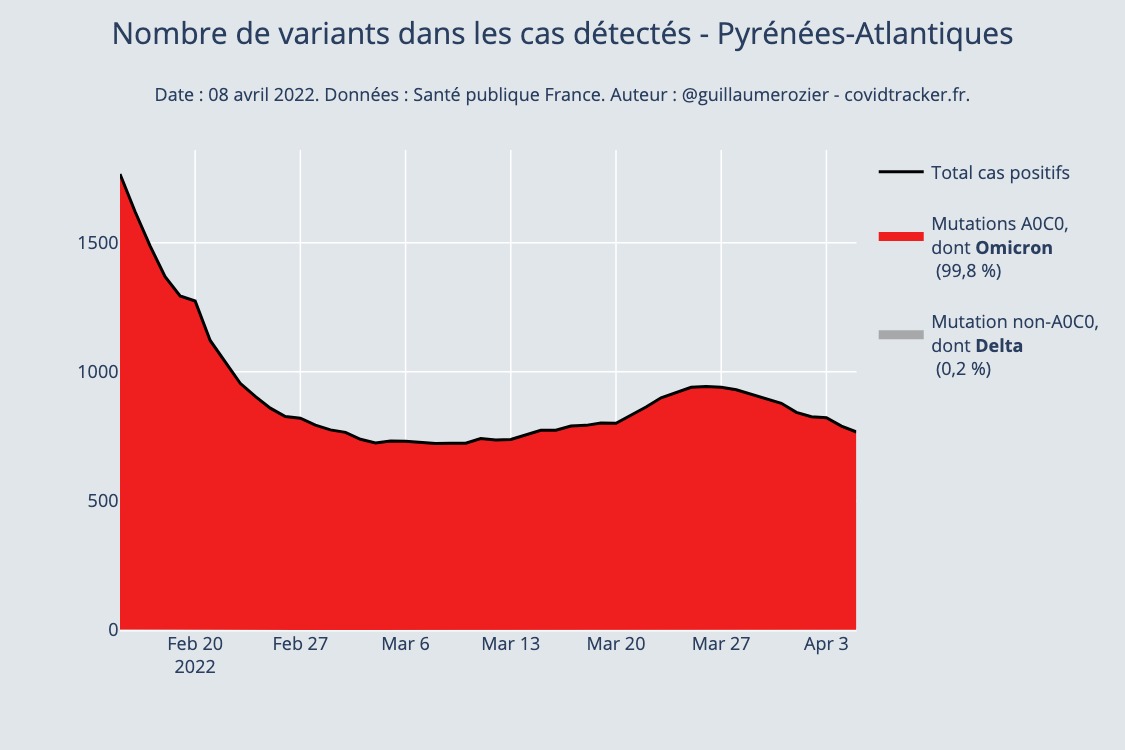 Nombre de variants dans les cas détectés - Pyrénées-Atlantiques
Date : 08 avril 2022. Données : Santé publique France. Auteur : @guillaumerozier - covidtracker.fr.
Total cas positifs
Mutations A0C0,
dont Omicron
(99,8 %)
Mutation non-A0C0,
dont Delta
(0,2 %)
1500
1000
500
0
Feb 20 Feb 27 Mar 6 Mar 13 Mar 20 Mar 27 Apr 3
2022